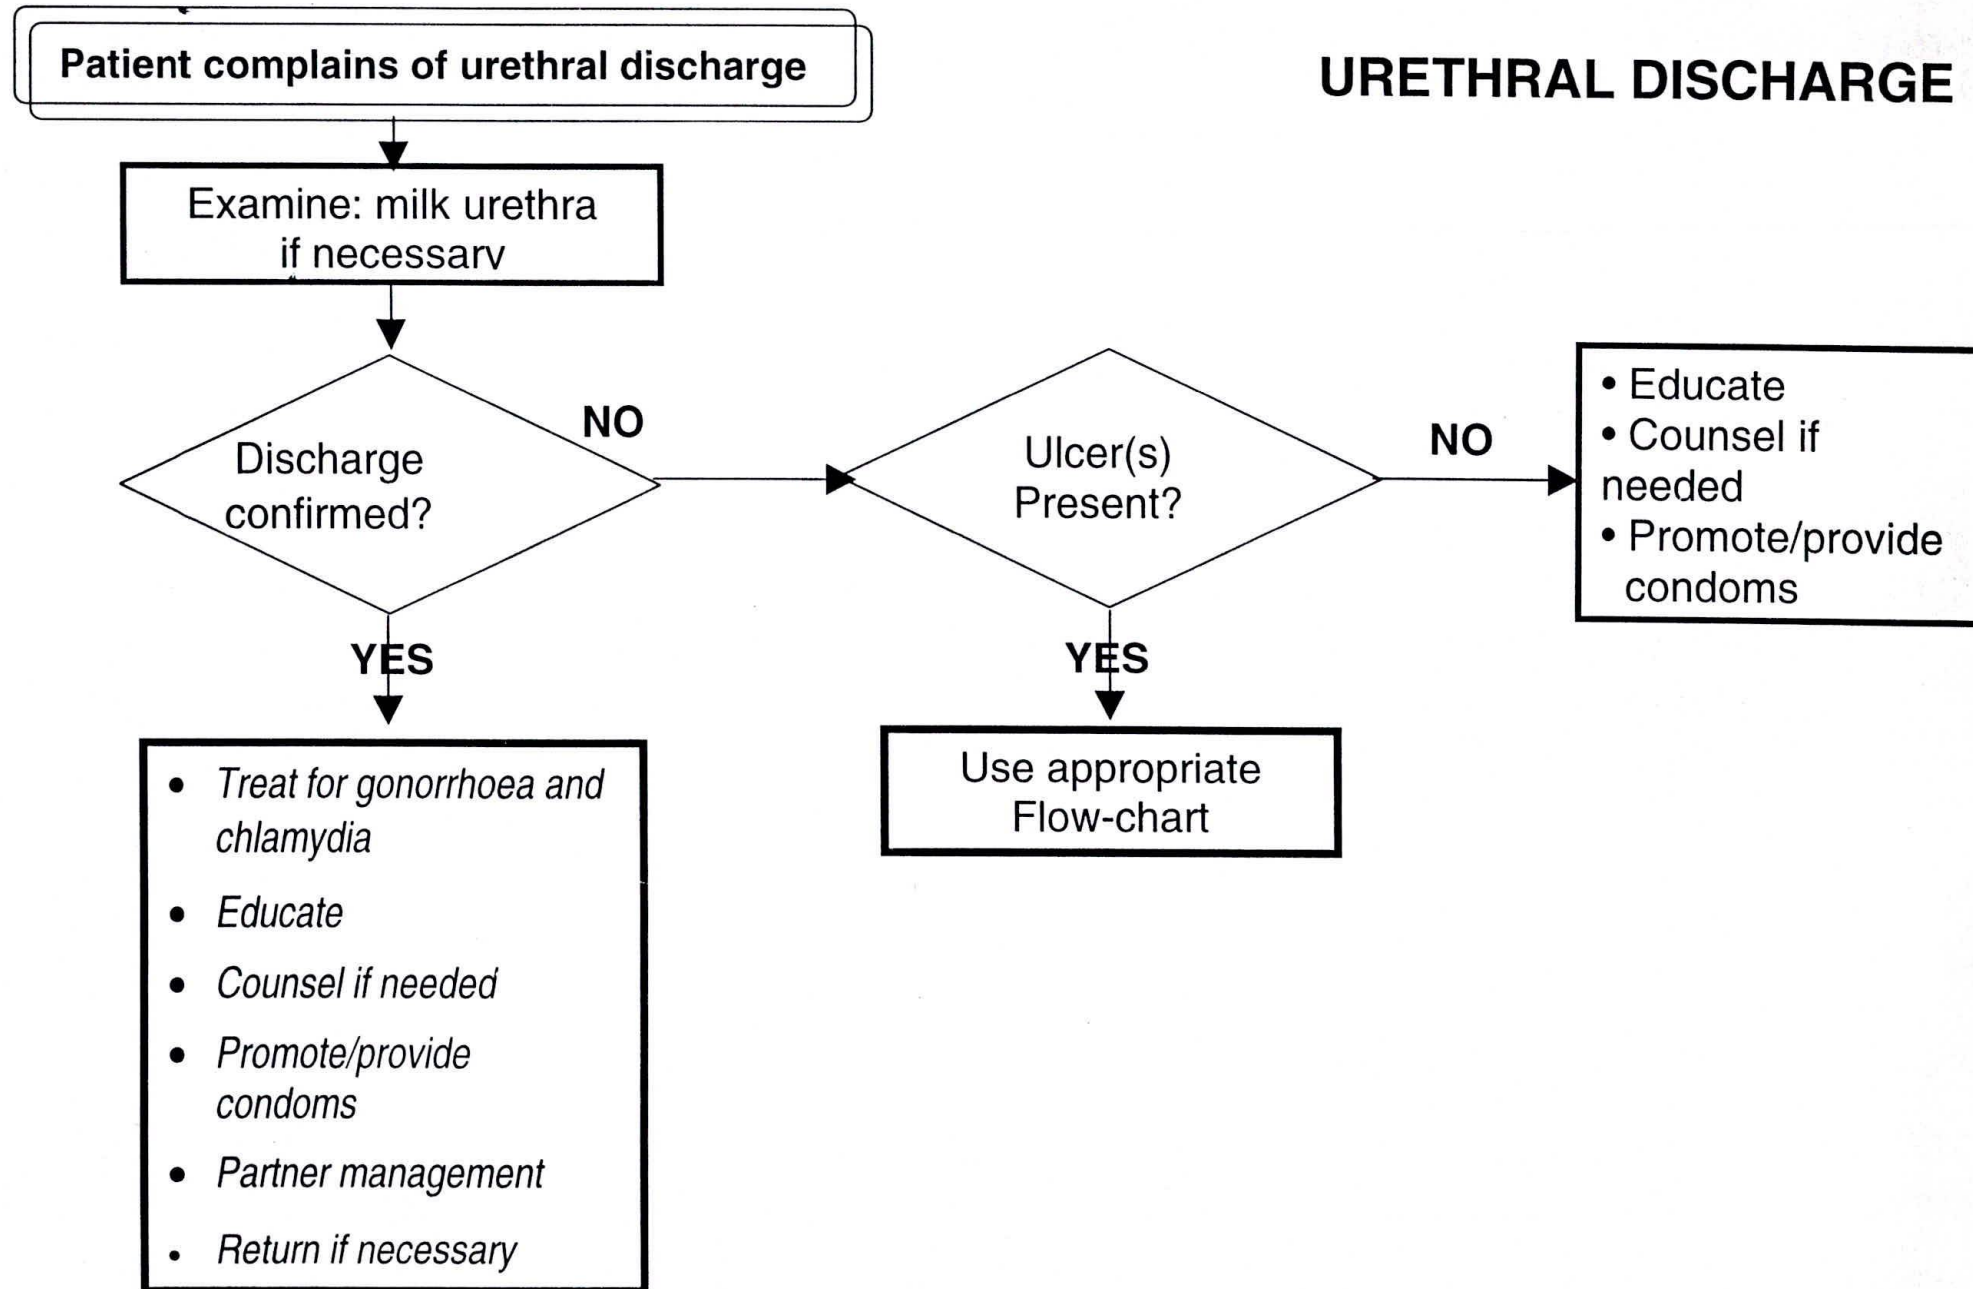 URETHRAL DISCHARGE
Patient complains of urethral discharge
Examine: milk urethra
if necessary
Discharge
confirmed?
NO
Ulcer(s)
Present?
NO
• Educate
• Counsel if
needed
• Promote/provide
condoms
YES
YES
• Treat for gonorrhoea and
chlamydia
• Educate
• Counsel if needed
• Promote/provide
condoms
• Partner management
• Return if necessary
Use appropriate
Flow-chart